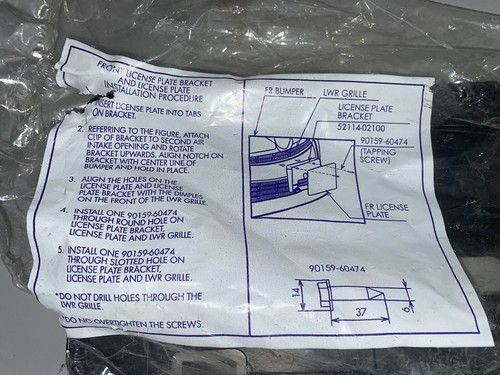 FRONT LICENSE PLATE BRACKET
AND LICENSE PLATE
INSTALLATION PROCEDURE
INSERT LICENSE PLATE INTO TABS
ON BRACKET.
2. REFERRING TO THE FIGURE, ATTACH
CLIP OF BRACKET TO SECOND AIR
INTAKE OPENING AND ROTATE
BRACKET UPWARDS. ALIGN NOTCH ON
BRACKET WITH CENTER LINE OF
BUMPER AND HOLD IN PLACE.
3. ALIGN THE HOLES ON THE
LICENSE PLATE AND LICENSE
PLATE BRACKET WITH THE DIMPLES
ON THE FRONT OF THE LWR GRILLE.
4. INSTALL ONE 90159-60474
THROUGH ROUND HOLE ON
LICENSE PLATE BRACKET,
LICENSE PLATE AND LWR GRILLE.
5. INSTALL ONE 90159-60474
THROUGH SLOTTED HOLE ON
LICENSE PLATE BRACKET,
LICENSE PLATE AND LWR GRILLE.
*DO NOT DRILL HOLES THROUGH THE
LWR GRILLE.
*DO NO OVERTIGHTEN THE SCREWS.
FR BUMPER
LWR GRILLE
LICENSE PLATE
BRACKET
52114-02100
90159-60474
(TAPPING
SCREW)
FR LICENSE
PLATE
90159-60474
14
37
6